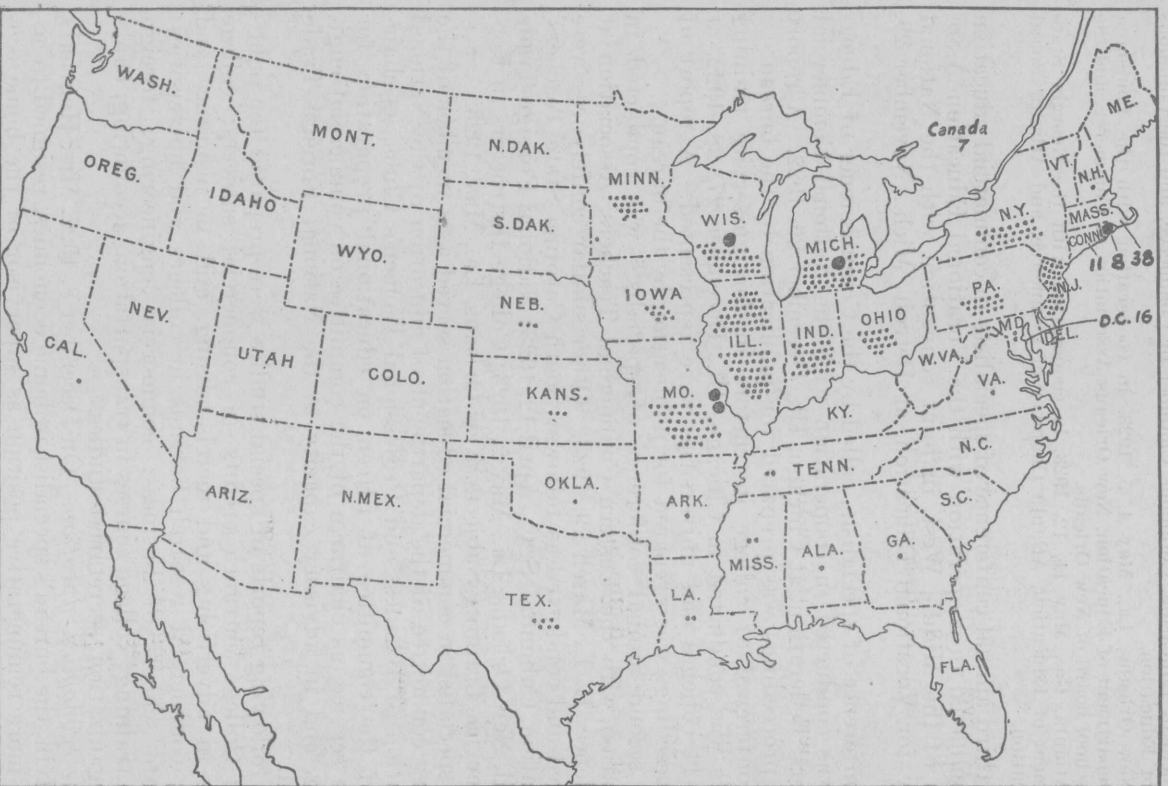 WASH.
MONT.
N.DAK.
MINN.
Canada
7
ME.
VT.
N.H.
OREG.
IDAHO
S.DAK.
WIS.
MICH.
N.Y.
MASS.
CONN.
11 8 38
WYO.
NEB.
IOWA
ILL.
IND.
OHIO
PA.
N.J.
MD.
DEL.
D.C. 16
NEV.
CAL.
UTAH
COLO.
KANS.
MO.
KY.
W.VA.
VA.
ARIZ.
N.MEX.
OKLA.
ARK.
TENN.
N.C.
S.C.
TEX.
LA.
MISS.
ALA.
GA.
FLA.